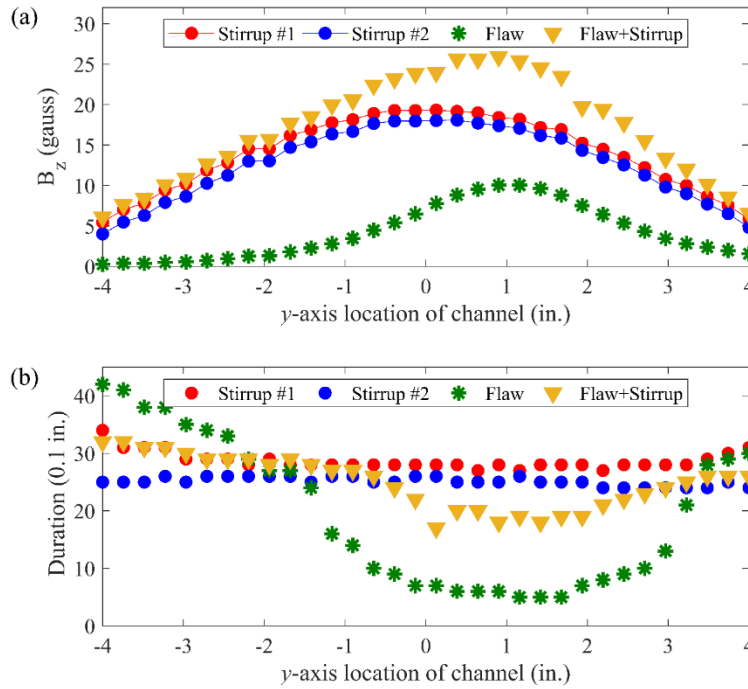 (a)
30
25
20
15
10
5
0
B_z (gauss)
Stirrup #1 Stirrup #2 Flaw Flaw+Stirrup
-4 -3 -2 -1 0 1 2 3 4
y-axis location of channel (in.)
(b)
40
30
20
10
0
Duration (0.1 in.)
Stirrup #1 Stirrup #2 Flaw Flaw+Stirrup
-4 -3 -2 -1 0 1 2 3 4
y-axis location of channel (in.)